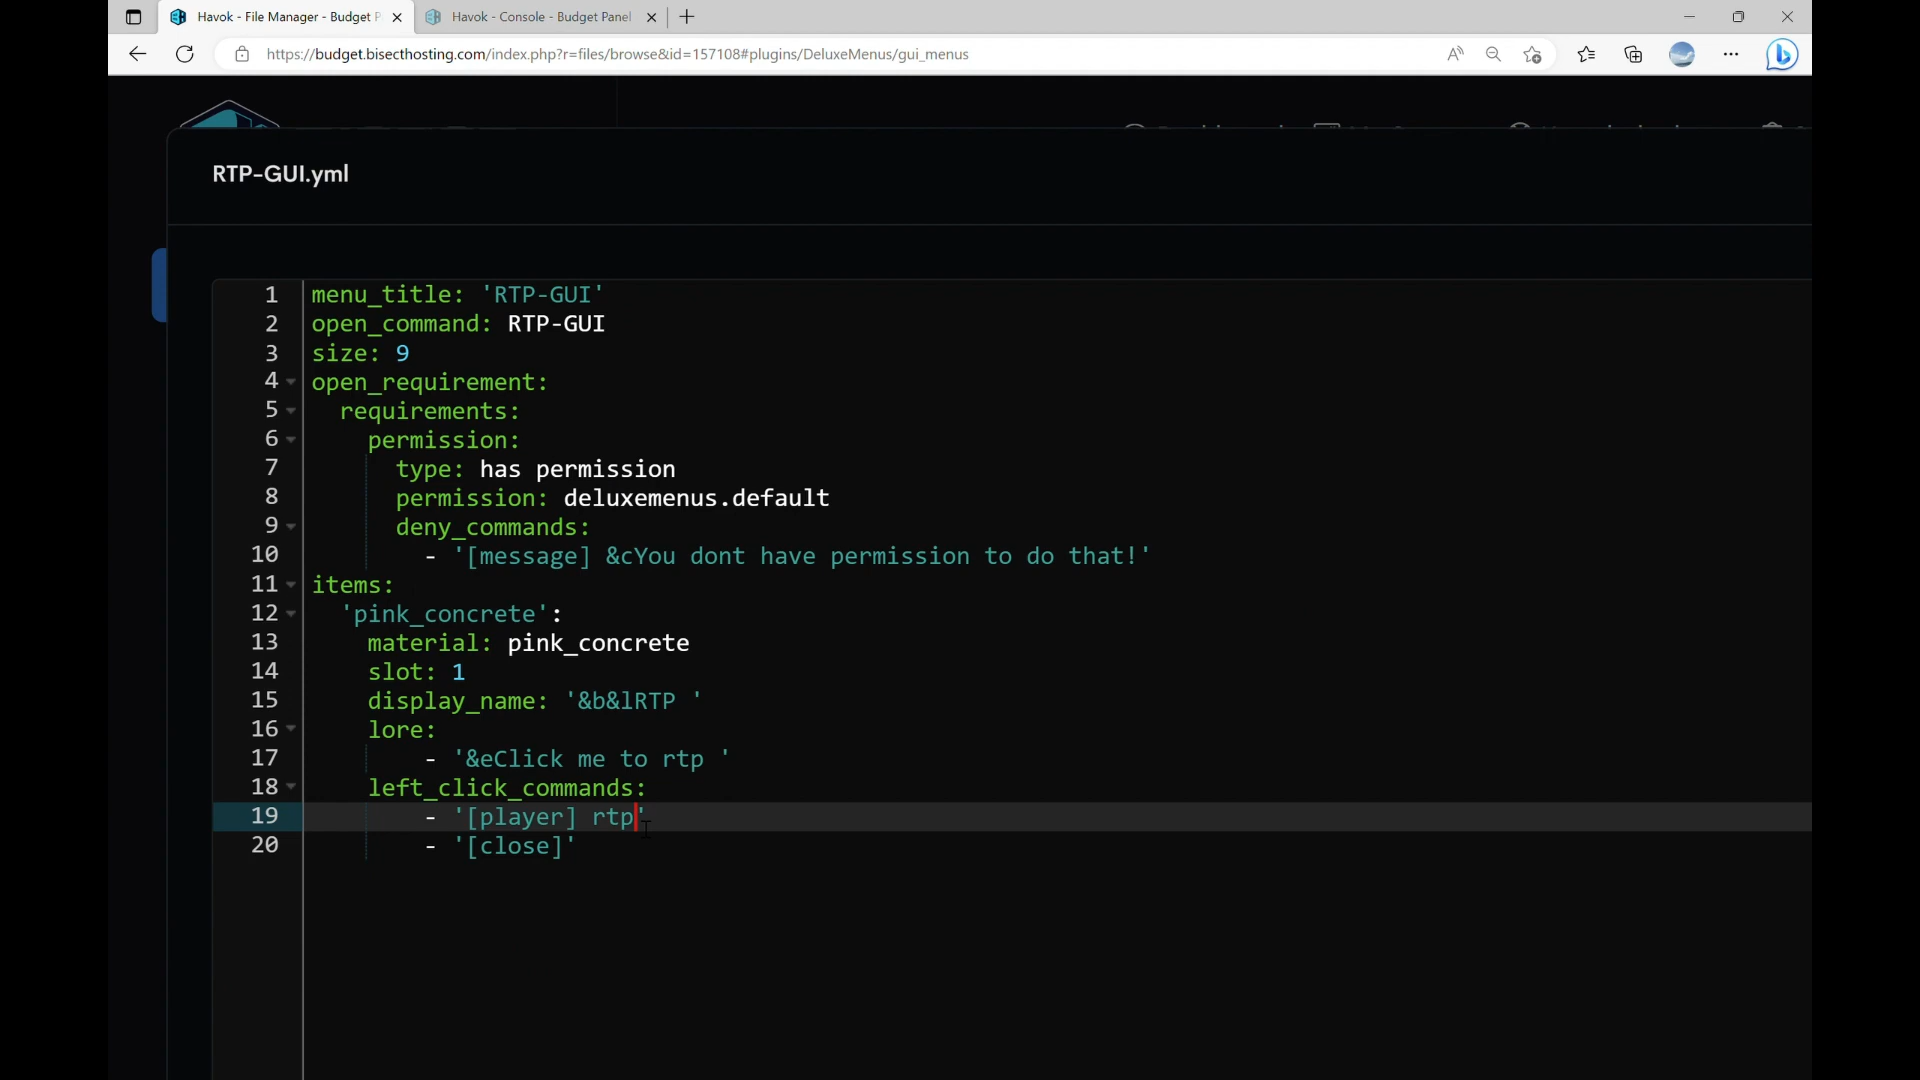 Havok - File Manager - Budget P
Havok - Console - Budget Panel
https://budget.bisecthosting.com/index.php?r=files/browse&id=157108#plugins/DeluxeMenus/gui_menus
RTP-GUI.yml
1 menu_title: 'RTP-GUI'
2 open_command: RTP-GUI
3 size: 9
4 open_requirement:
5 requirements:
6 permission:
7 type: has permission
8 permission: deluxemenus.default
9 deny_commands:
10 - '[message] &cYou dont have permission to do that!'
11 items:
12 'pink_concrete':
13 material: pink_concrete
14 slot: 1
15 display_name: '&b&lRTP '
16 lore:
17 - '&eClick me to rtp '
18 left_click_commands:
19 - '[player] rtp'
20 - '[close]'